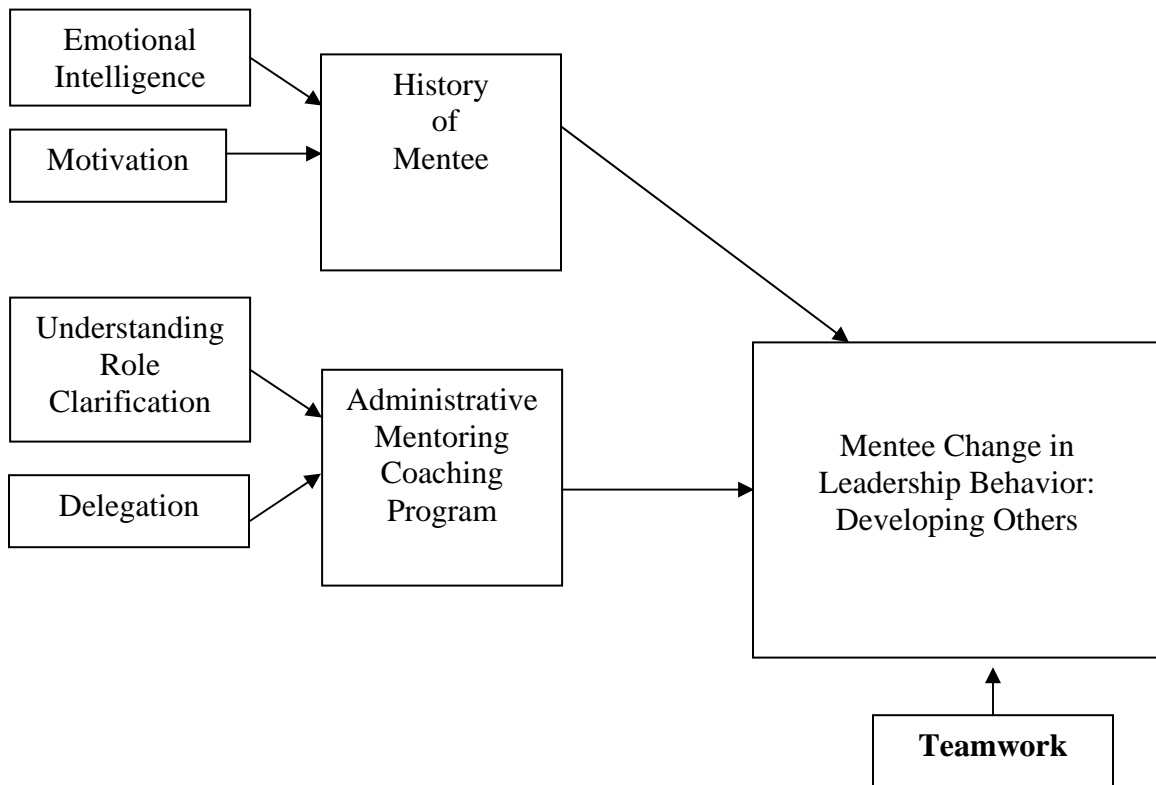 Emotional
Intelligence
Motivation
History
of
Mentee
Understanding
Role
Clarification
Delegation
Administrative
Mentoring
Coaching
Program
Mentee Change in
Leadership Behavior:
Developing Others
Teamwork